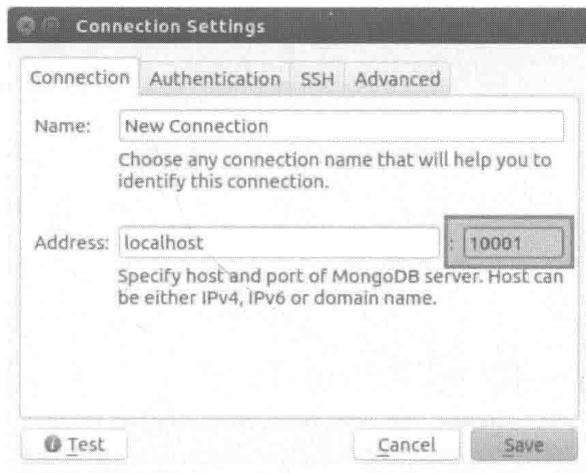 Connection Settings
Connection Authentication SSH Advanced
Name: New Connection
Choose any connection name that will help you to
identify this connection.
Address: localhost : 10001
Specify host and port of MongoDB server. Host can
be either IPv4, IPv6 or domain name.
Test Cancel Save